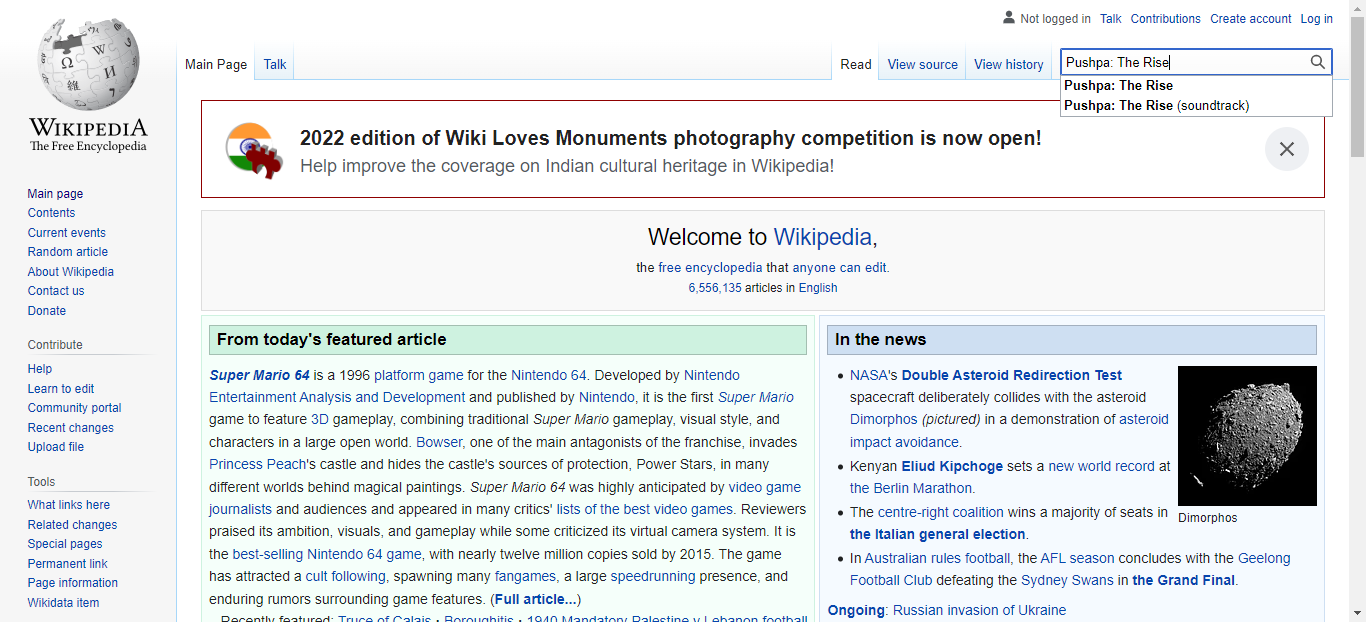 Not logged in Talk Contributions Create account Log in
Main Page Talk Read View source View history Pushpa: The Rise
Pushpa: The Rise
Pushpa: The Rise (soundtrack)
WIKIPEDIA
The Free Encyclopedia
Main page
Contents
Current events
Random article
About Wikipedia
Contact us
Donate
Contribute
Help
Learn to edit
Community portal
Recent changes
Upload file
Tools
What links here
Related changes
Special pages
Permanent link
Page information
Wikidata item
2022 edition of Wiki Loves Monuments photography competition is now open!
Help improve the coverage on Indian cultural heritage in Wikipedia!
Welcome to Wikipedia,
the free encyclopedia that anyone can edit.
6,556,135 articles in English
From today's featured article
Super Mario 64 is a 1996 platform game for the Nintendo 64. Developed by Nintendo
Entertainment Analysis and Development and published by Nintendo, it is the first Super Mario
game to feature 3D gameplay, combining traditional Super Mario gameplay, visual style, and
characters in a large open world. Bowser, one of the main antagonists of the franchise, invades
Princess Peach's castle and hides the castle's sources of protection, Power Stars, in many
different worlds behind magical paintings. Super Mario 64 was highly anticipated by video game
journalists and audiences and appeared in many critics' lists of the best video games. Reviewers
praised its ambition, visuals, and gameplay while some criticized its virtual camera system. It is
the best-selling Nintendo 64 game, with nearly twelve million copies sold by 2015. The game
has attracted a cult following, spawning many fangames, a large speedrunning presence, and
enduring rumors surrounding game features. (Full article...)
Recently featured: Truce of Calais · Boroughitis · 1940 Mandatory Palestine v Lebanon football
In the news
NASA's Double Asteroid Redirection Test
spacecraft deliberately collides with the asteroid
Dimorphos (pictured) in a demonstration of asteroid
impact avoidance.
Kenyan Eliud Kipchoge sets a new world record at
the Berlin Marathon.
The centre-right coalition wins a majority of seats in
the Italian general election.
In Australian rules football, the AFL season concludes with the Geelong
Football Club defeating the Sydney Swans in the Grand Final.
Dimorphos
Ongoing: Russian invasion of Ukraine